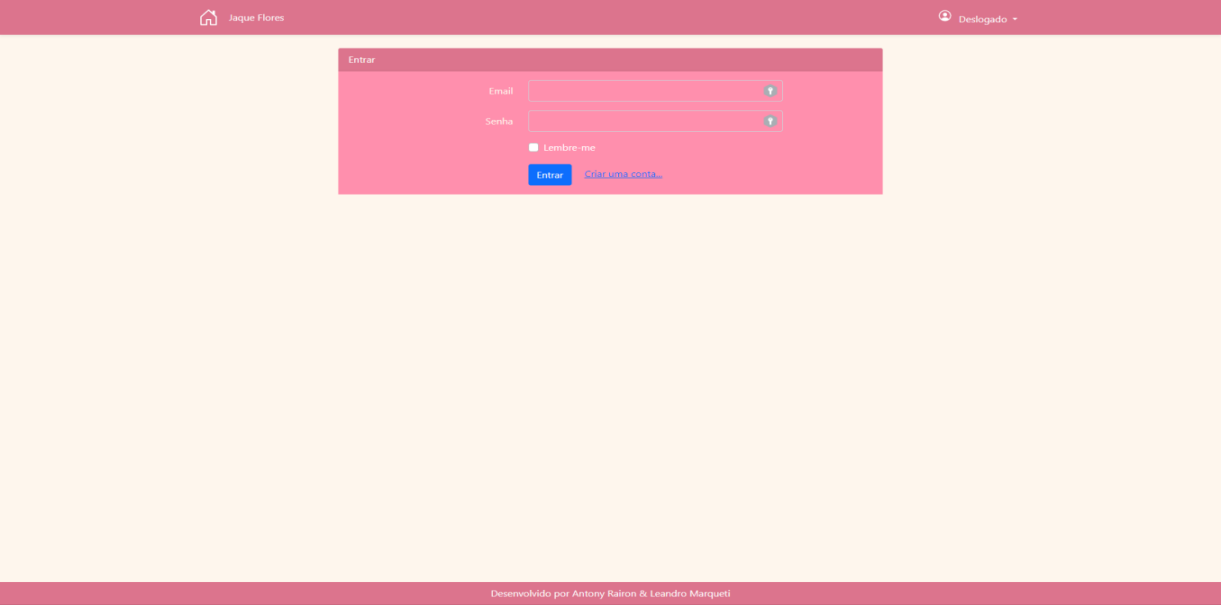 Jaque Flores
Deslogado
Entrar
Email
Senha
Lembre-me
Entrar
Criar uma conta...
Desenvolvido por Antony Rairon & Leandro Marqueti